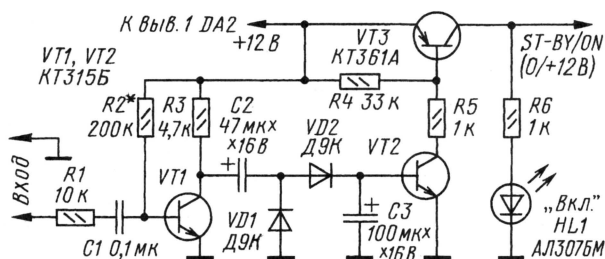 К выв.1 DA2
+12В
VT1, VT2
КТ315Б
VT3
КТ361А
ST-BY/ON
(0/+12В)
R2*
200к
R3
4,7к
C2
47мк×
×16В
R4 33к
R5
1к
R6
1к
VD2
Д9К
VT2
Вход
R1
10к
VT1
C1 0,1мк
VD1
Д9К
C3
100мк×
×16В
„Вкл."
HL1
АЛ307БМ